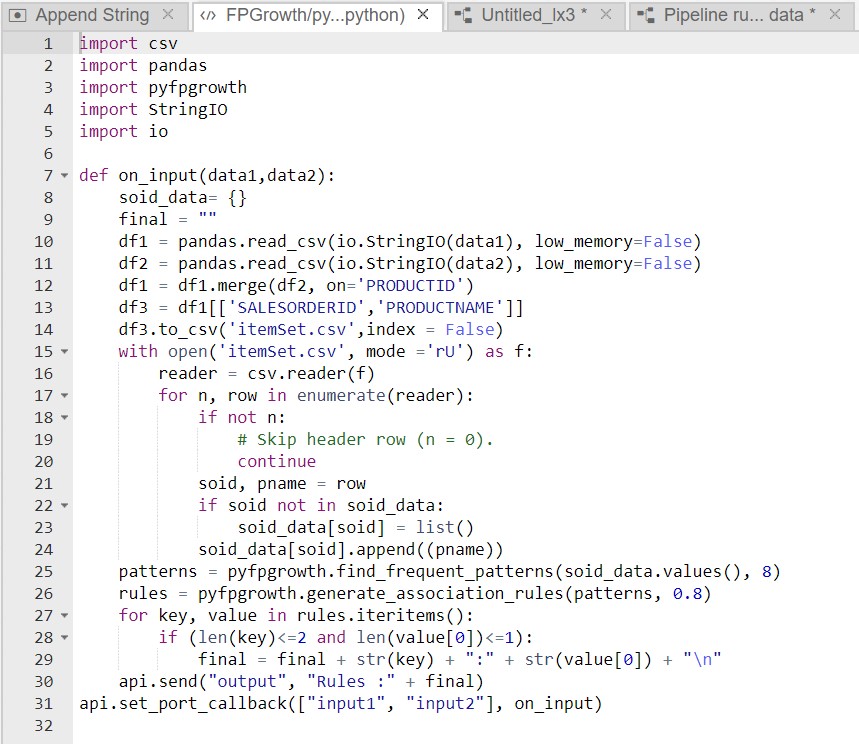 Append String ×
</> FPGrowth/py...python) ×
Untitled_lx3 * ×
Pipeline ru... data * ×
1 import csv
2 import pandas
3 import pyfpgrowth
4 import StringIO
5 import io
6
7 def on_input(data1,data2):
8     soid_data= {}
9     final = ""
10     df1 = pandas.read_csv(io.StringIO(data1), low_memory=False)
11     df2 = pandas.read_csv(io.StringIO(data2), low_memory=False)
12     df1 = df1.merge(df2, on='PRODUCTID')
13     df3 = df1[['SALESORDERID','PRODUCTNAME']]
14     df3.to_csv('itemSet.csv',index = False)
15     with open('itemSet.csv', mode ='rU') as f:
16         reader = csv.reader(f)
17         for n, row in enumerate(reader):
18             if not n:
19                 # Skip header row (n = 0).
20                 continue
21             soid, pname = row
22             if soid not in soid_data:
23                 soid_data[soid] = list()
24             soid_data[soid].append((pname))
25     patterns = pyfpgrowth.find_frequent_patterns(soid_data.values(), 8)
26     rules = pyfpgrowth.generate_association_rules(patterns, 0.8)
27     for key, value in rules.iteritems():
28         if (len(key)<=2 and len(value[0])<=1):
29             final = final + str(key) + ":" + str(value[0]) + "\n"
30     api.send("output", "Rules :" + final)
31 api.set_port_callback(["input1", "input2"], on_input)
32